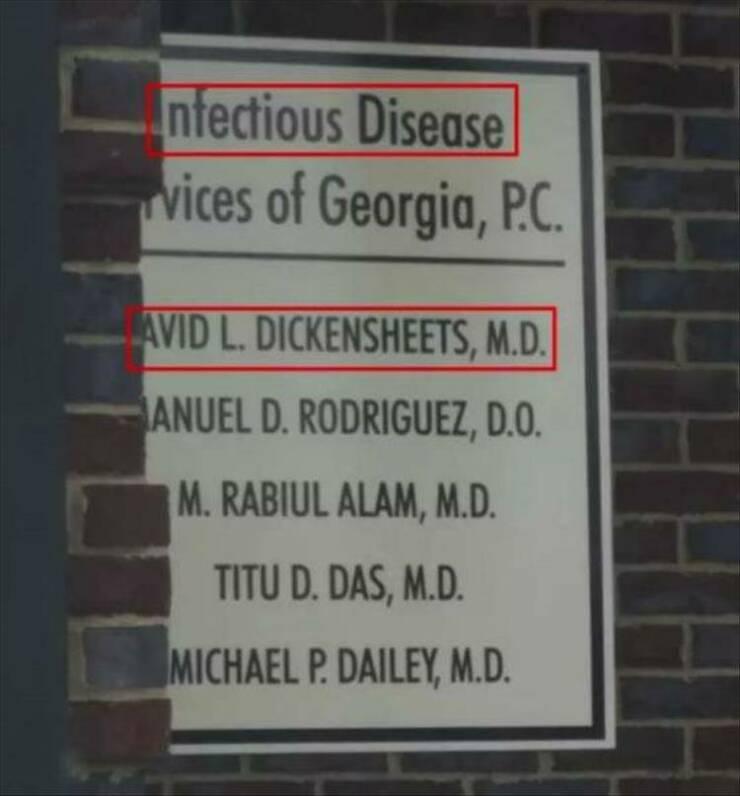 nfectious Disease
rvices of Georgia, P.C.
AVID L. DICKENSHEETS, M.D.
ANUEL D. RODRIGUEZ, D.O.
M. RABIUL ALAM, M.D.
TITU D. DAS, M.D.
MICHAEL P. DAILEY, M.D.